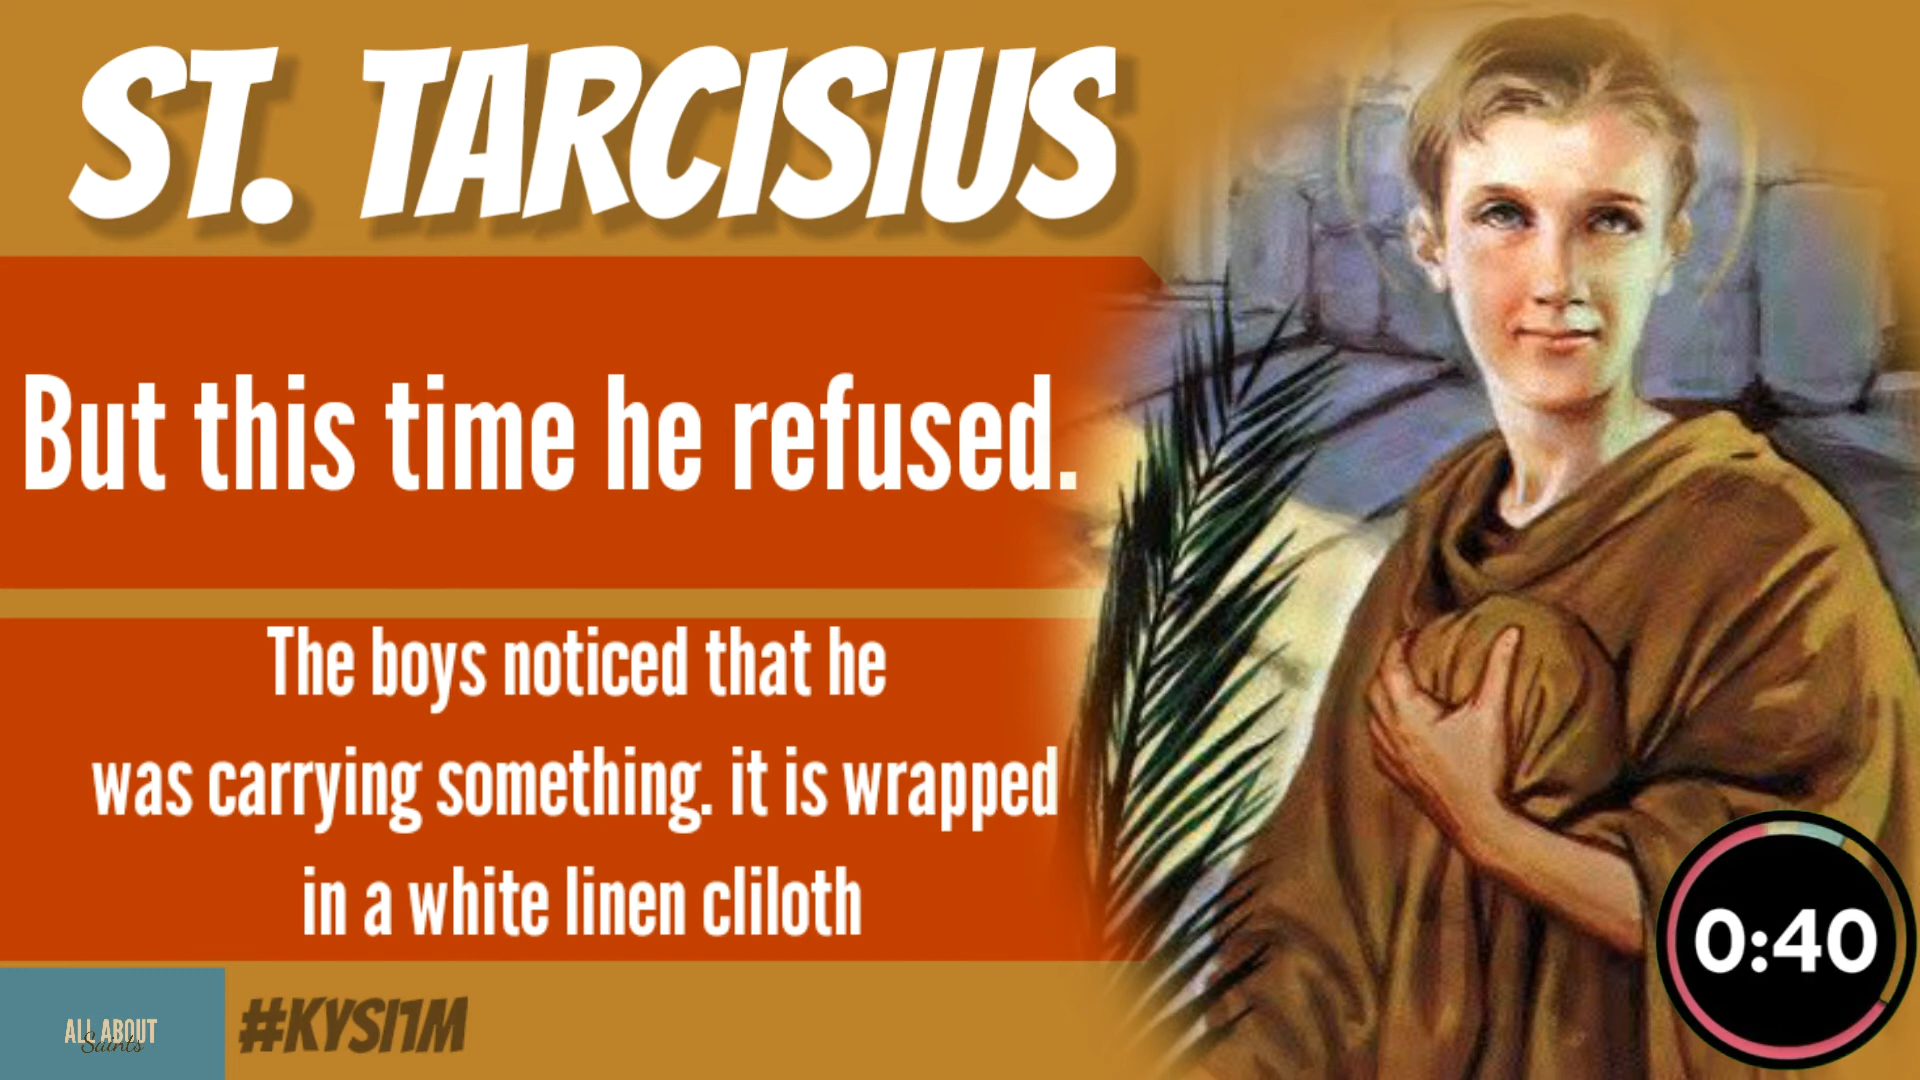 ST. TARCISIUS
But this time he refused.
The boys noticed that he
was carrying something. it is wrapped
in a white linen cliloth
0:40
ALL ABOUT
Saints
#KYSI1M